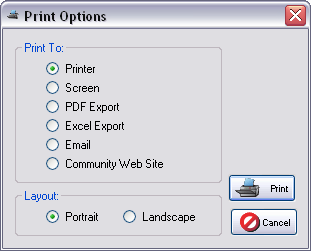 Print Options
Print To:
Printer
Screen
PDF Export
Excel Export
Email
Community Web Site
Print
Layout:
Portrait Landscape
Cancel